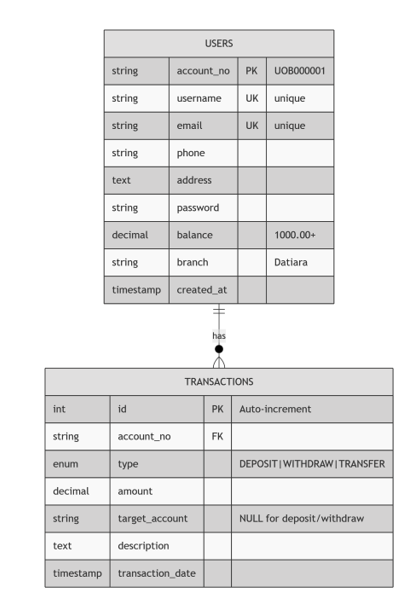 USERS
string account_no PK UOB000001
string username UK unique
string email UK unique
string phone
text address
string password
decimal balance 1000.00+
string branch Datiara
timestamp created_at
has
TRANSACTIONS
int id PK Auto-increment
string account_no FK
enum type DEPOSIT|WITHDRAW|TRANSFER
decimal amount
string target_account NULL for deposit/withdraw
text description
timestamp transaction_date